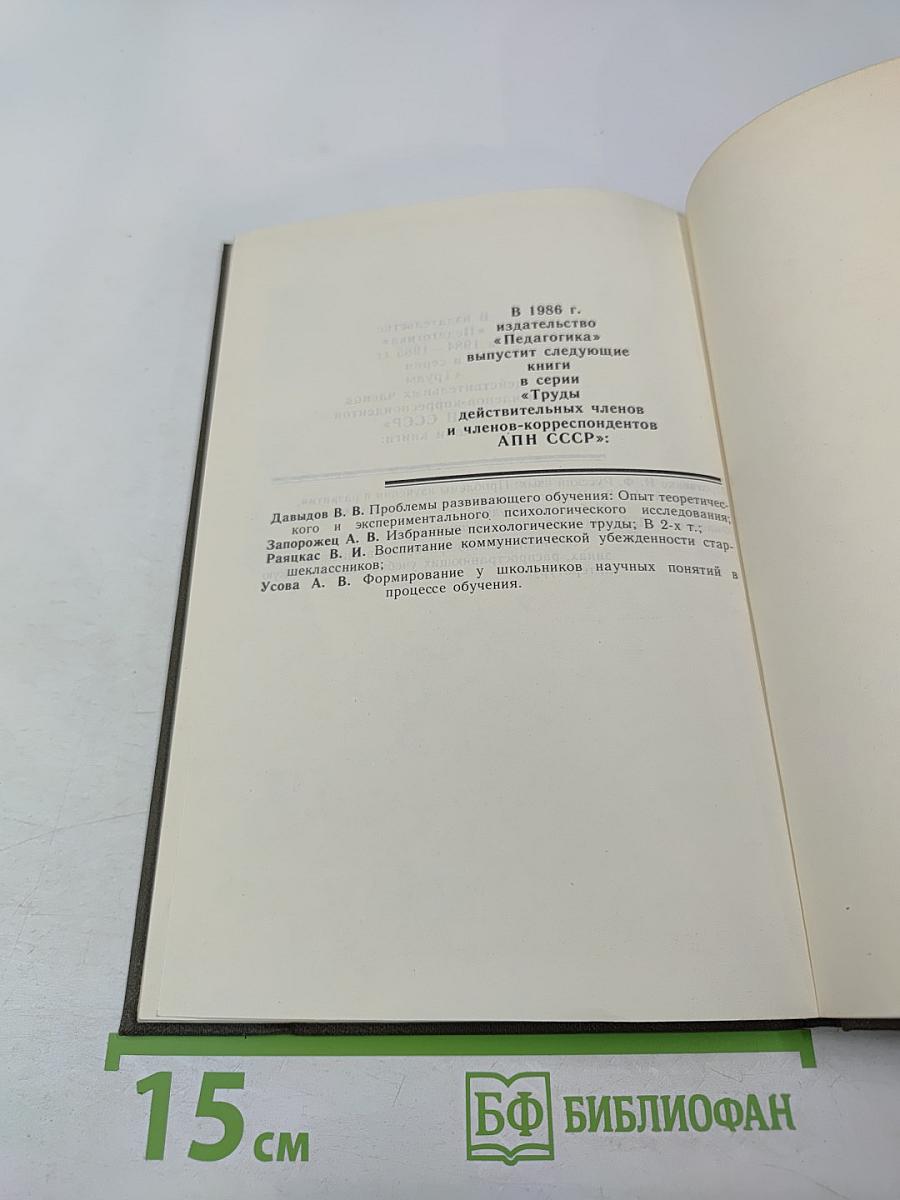 В 1986 г.
издательство
«Педагогика»
выпустит следующие
книги
в серии
«Труды
действительных членов
и членов-корреспондентов
АПН СССР»:
Давыдов В. В. Проблемы развивающего обучения: Опыт теоретичес-
кого и экспериментального психологического исследования;
Запорожец А. В. Избранные психологические труды; В 2-х т.;
Раяцкас В. И. Воспитание коммунистической убежденности стар-
шеклассников;
Усова А. В. Формирование у школьников научных понятий в
процессе обучения.
15 см
БФ БИБЛИОФАН